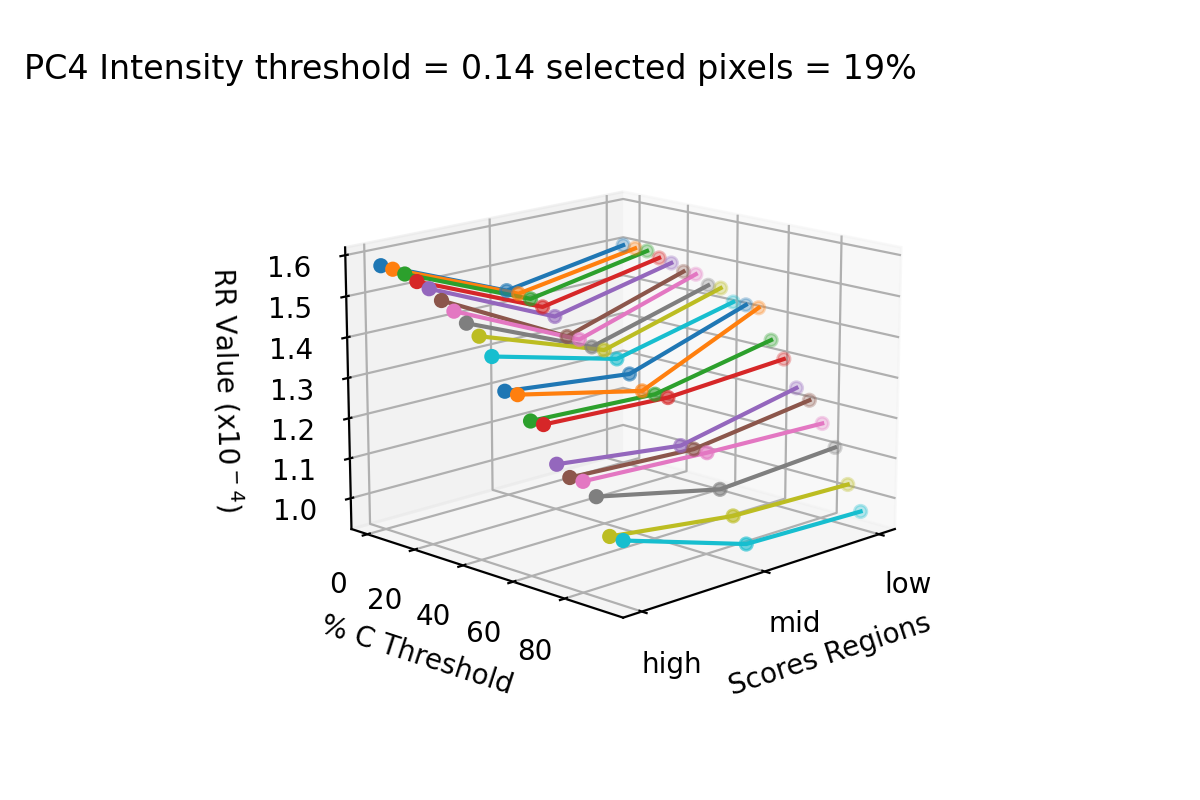 PC4 Intensity threshold = 0.14 selected pixels = 19%
RR Value (x10⁻⁴)
1.6
1.5
1.4
1.3
1.2
1.1
1.0
0
20
40
60
80
% C Threshold
high
mid
low
Scores Regions